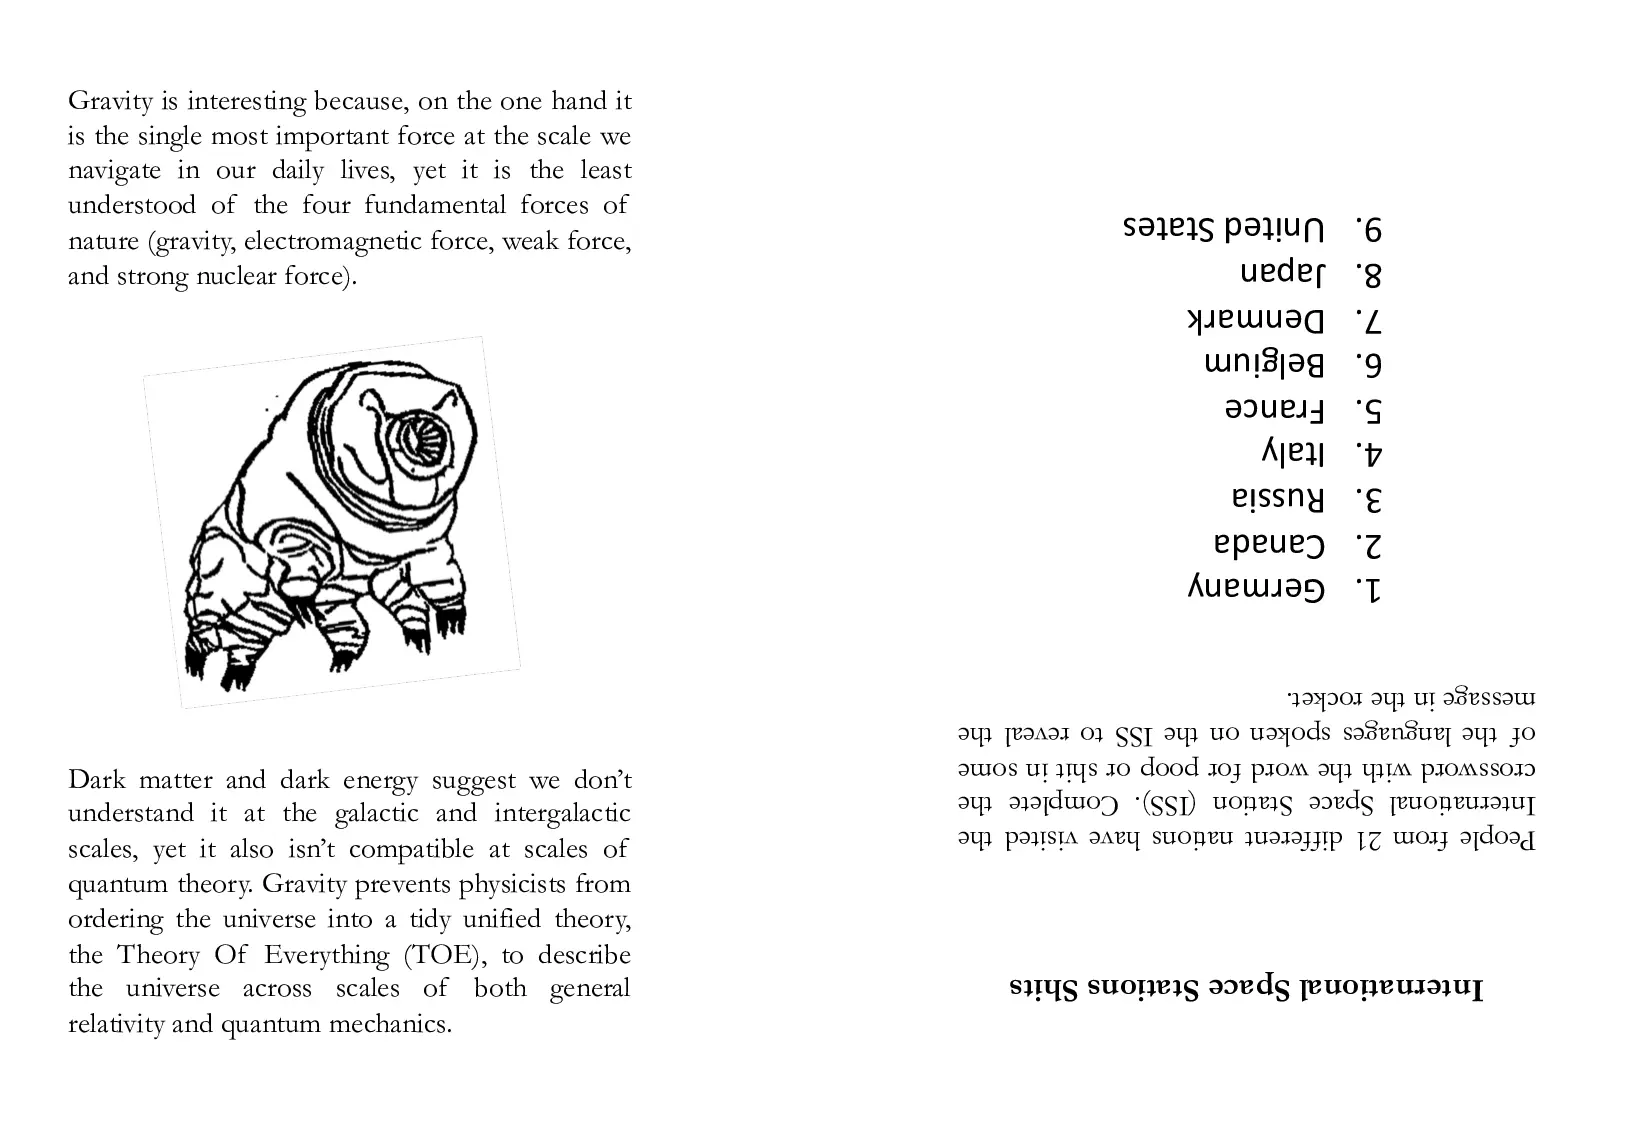 Gravity is interesting because, on the one hand it
is the single most important force at the scale we
navigate in our daily lives, yet it is the least
understood of the four fundamental forces of
nature (gravity, electromagnetic force, weak force,
and strong nuclear force).
Dark matter and dark energy suggest we don’t
understand it at the galactic and intergalactic
scales, yet it also isn’t compatible at scales of
quantum theory. Gravity prevents physicists from
ordering the universe into a tidy unified theory,
the Theory Of Everything (TOE), to describe
the universe across scales of both general
relativity and quantum mechanics.
International Space Stations Shits
People from 21 different nations have visited the
International Space Station (ISS). Complete the
crossword with the word for poop or shit in some
of the languages spoken on the ISS to reveal the
message in the rocket.
1. Germany
2. Canada
3. Russia
4. Italy
5. France
6. Belgium
7. Denmark
8. Japan
9. United States